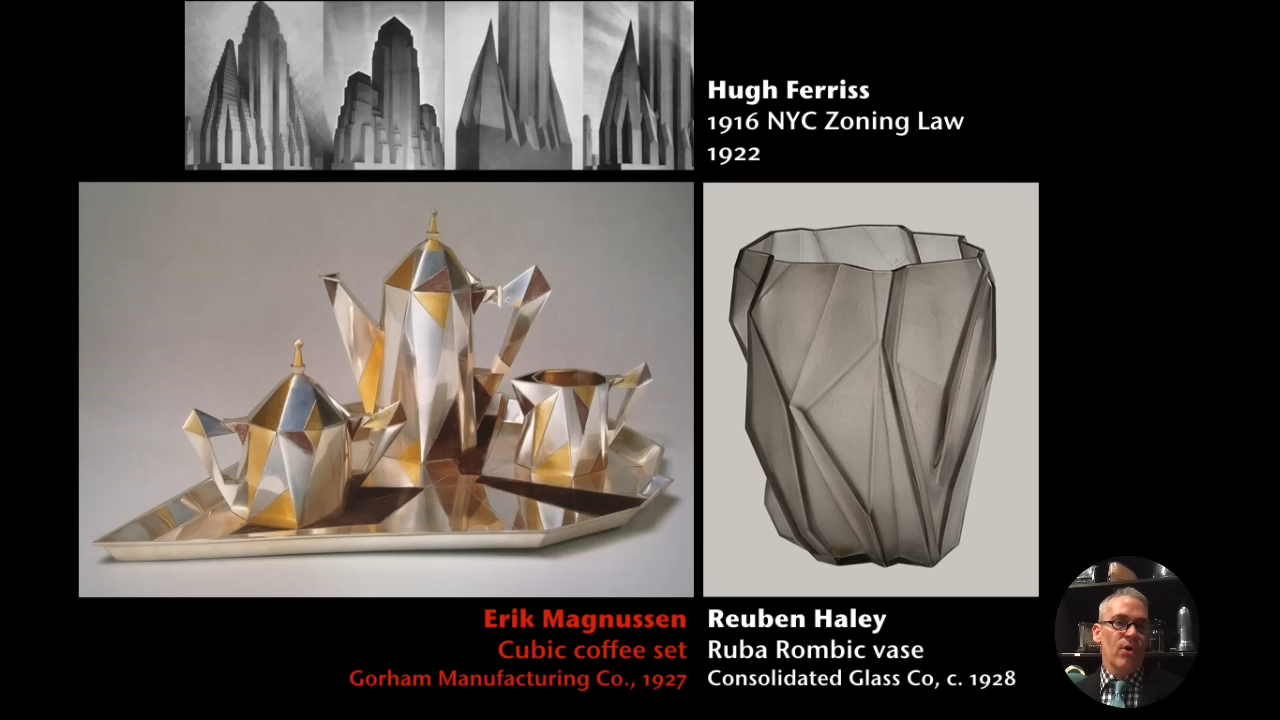 Hugh Ferriss
1916 NYC Zoning Law
1922
Erik Magnussen
Cubic coffee set
Gorham Manufacturing Co., 1927
Reuben Haley
Ruba Rombic vase
Consolidated Glass Co, c. 1928